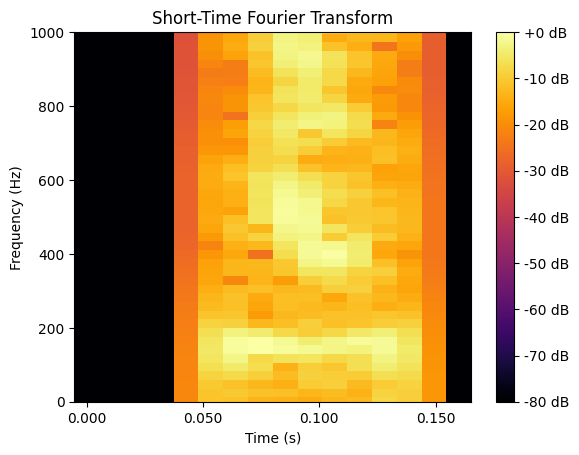 Short-Time Fourier Transform
1000
800
600
400
200
0
Frequency (Hz)
0.000
0.050
0.100
0.150
Time (s)
+0 dB
-10 dB
-20 dB
-30 dB
-40 dB
-50 dB
-60 dB
-70 dB
-80 dB